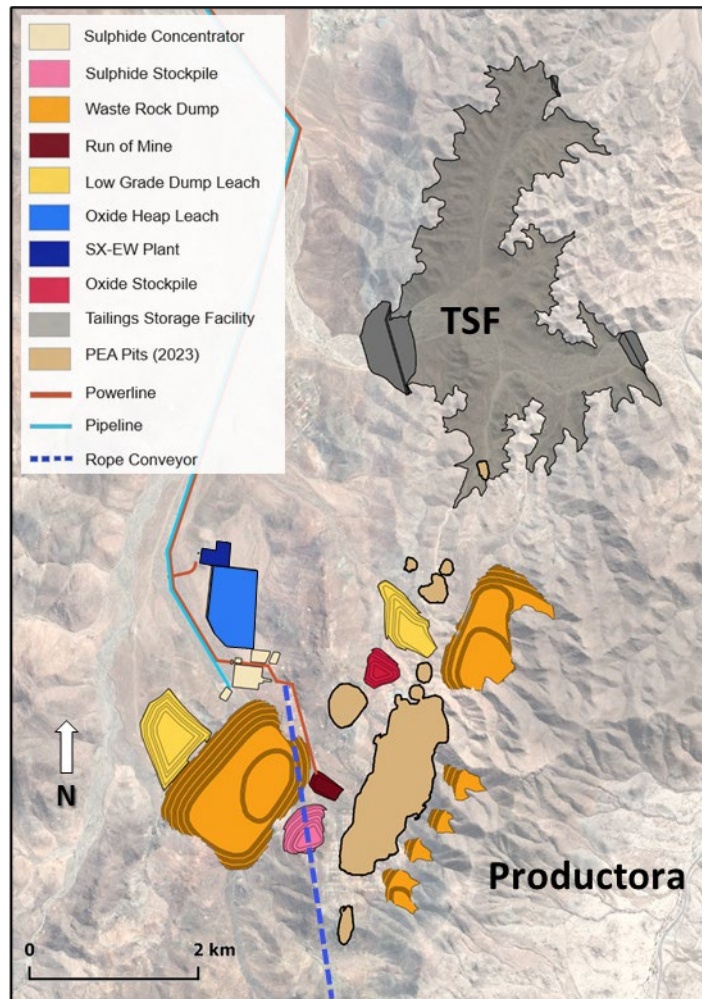 Sulphide Concentrator
Sulphide Stockpile
Waste Rock Dump
Run of Mine
Low Grade Dump Leach
Oxide Heap Leach
SX-EW Plant
Oxide Stockpile
Tailings Storage Facility
PEA Pits (2023)
Powerline
Pipeline
Rope Conveyor
TSF
N
Productora
0 2 km